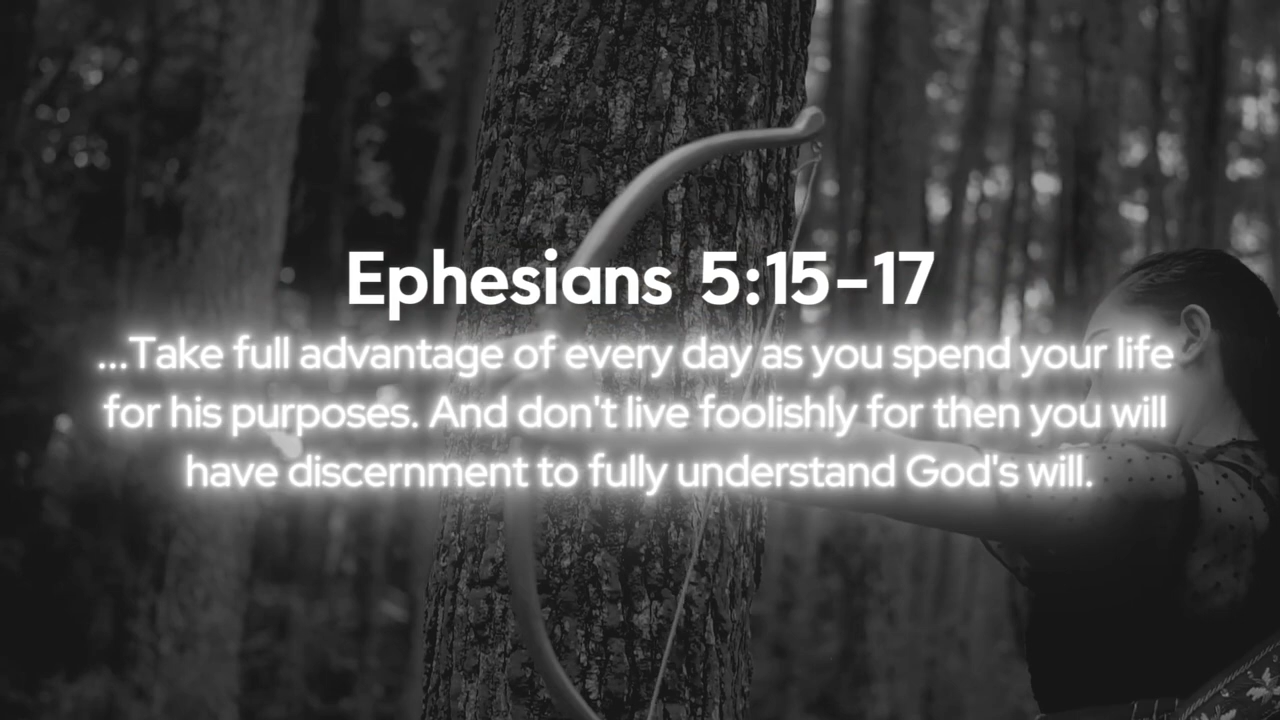 Ephesians 5:15-17
...Take full advantage of every day as you spend your life
for his purposes. And don't live foolishly for then you will
have discernment to fully understand God's will.